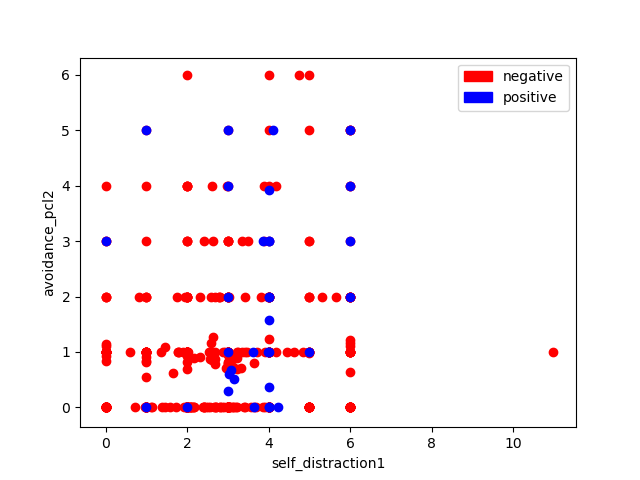 negative
positive
6
5
4
3
2
1
0
avoidance_pcl2
0 2 4 6 8 10
self_distraction1